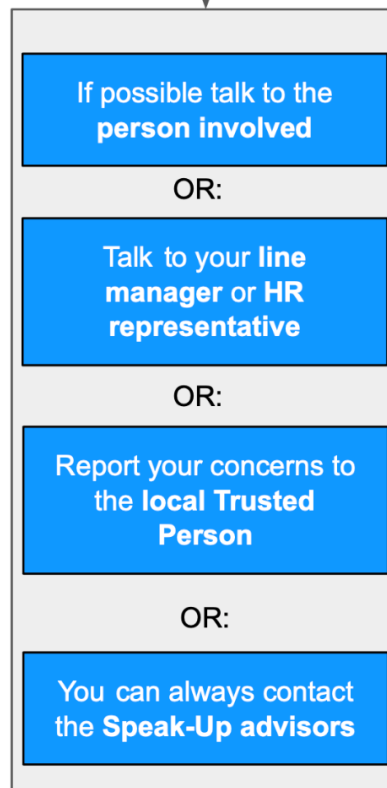 If possible talk to the
person involved
OR:
Talk to your line
manager or HR
representative
OR:
Report your concerns to
the local Trusted
Person
OR:
You can always contact
the Speak-Up advisors